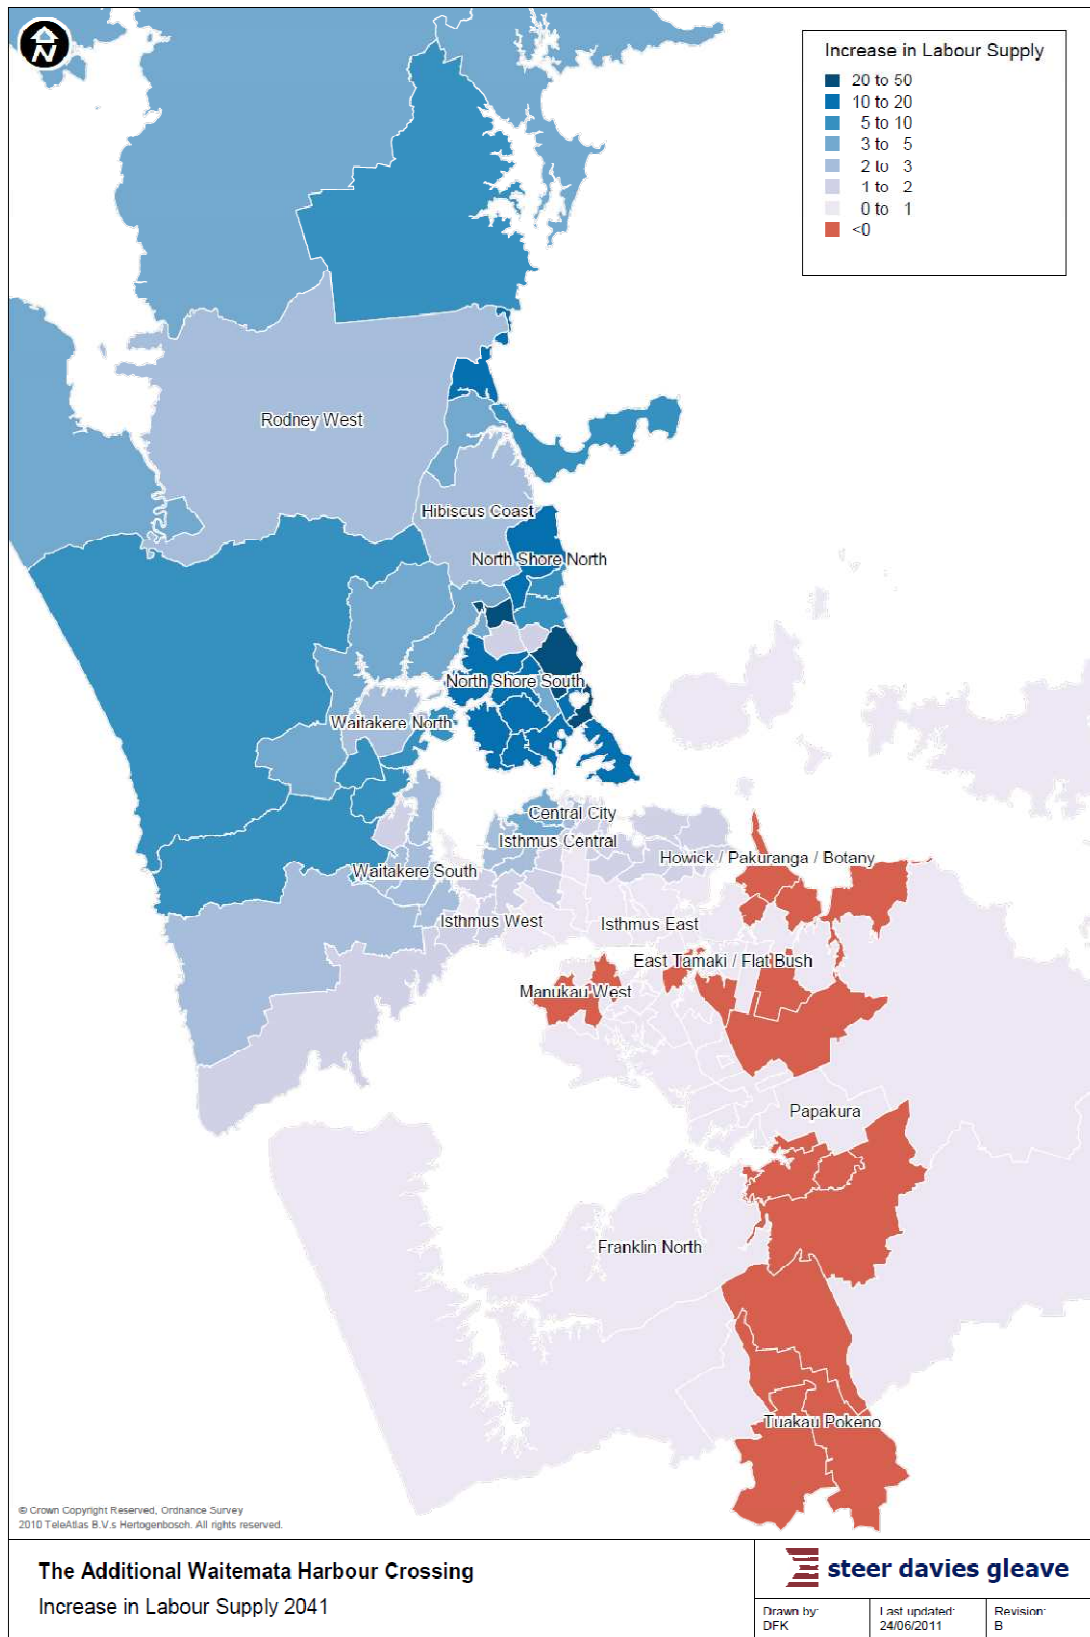 N
Increase in Labour Supply
20 to 50
10 to 20
5 to 10
3 to 5
2 to 3
1 to 2
0 to 1
<0
Rodney West
Hibiscus Coast
North Shore North
North Shore South
Waitakere North
Central City
Isthmus Central
Howick / Pakuranga / Botany
Waitakere South
Isthmus West
Isthmus East
East Tamaki / Flat Bush
Manukau West
Papakura
Franklin North
Tuakau Pokeno
© Crown Copyright Reserved, Ordnance Survey
2010 TeleAtlas B.V.s Hertogenbosch. All rights reserved.
The Additional Waitemata Harbour Crossing
Increase in Labour Supply 2041
steer davies gleave
Drawn by:
DFK
Last updated:
24/06/2011
Revision:
B